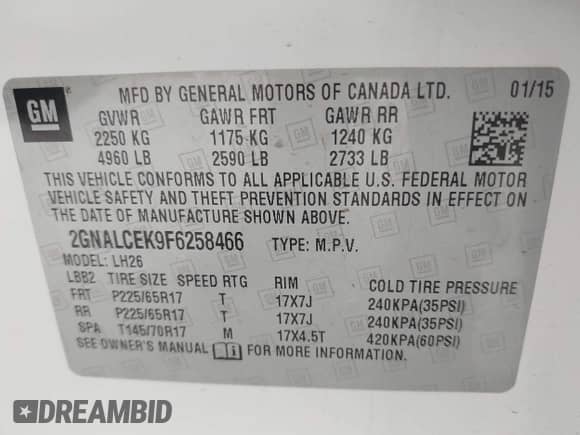 GM
MFD BY GENERAL MOTORS OF CANADA LTD. 01/15
GVWR GAWR FRT GAWR RR
2250 KG 1175 KG 1240 KG
4960 LB 2590 LB 2733 LB
THIS VEHICLE CONFORMS TO ALL APPLICABLE U.S. FEDERAL MOTOR
VEHICLE SAFETY AND THEFT PREVENTION STANDARDS IN EFFECT ON THE
DATE OF MANUFACTURE SHOWN ABOVE.
2GNALCEK9F6258466 TYPE: M.P.V.
MODEL: LH26
LBB2 TIRE SIZE SPEED RTG RIM COLD TIRE PRESSURE
FRT P225/65R17 T 17X7J 240KPA(35PSI)
RR P225/65R17 T 17X7J 240KPA(35PSI)
SPA T145/70R17 M 17X4.5T 420KPA(60PSI)
SEE OWNER'S MANUAL FOR MORE INFORMATION.
DREAMBID